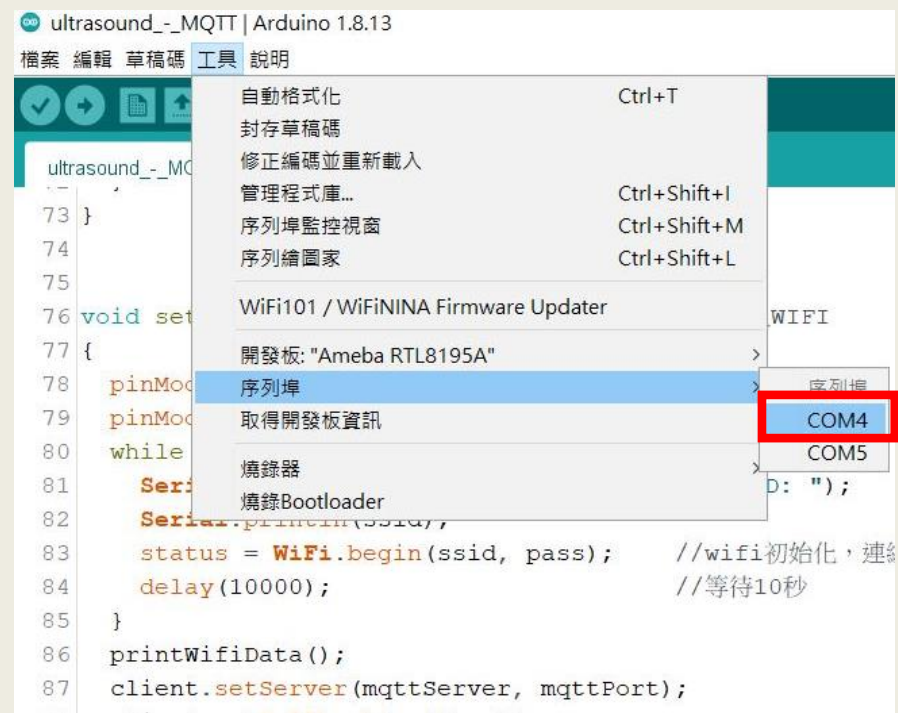 ultrasound_-_MQTT | Arduino 1.8.13
檔案 編輯 草稿碼 工具 說明
自動格式化 Ctrl+T
封存草稿碼
修正編碼並重新載入
管理程式庫... Ctrl+Shift+I
序列埠監控視窗 Ctrl+Shift+M
序列繪圖家 Ctrl+Shift+L
WiFi101 / WiFiNINA Firmware Updater
開發板: "Ameba RTL8195A"
序列埠
取得開發板資訊
燒錄器
燒錄Bootloader
序列埠
COM4
COM5
ultrasound_-_MQ
73 }
74
75
76 void set WIFI
77 {
78 pinMod
79 pinMod
80 while
81 Seri D: ");
82 Serial.println(ssid);
83 status = WiFi.begin(ssid, pass); //wifi初始化,連
84 delay(10000); //等待10秒
85 }
86 printWifiData();
87 client.setServer(mqttServer, mqttPort);